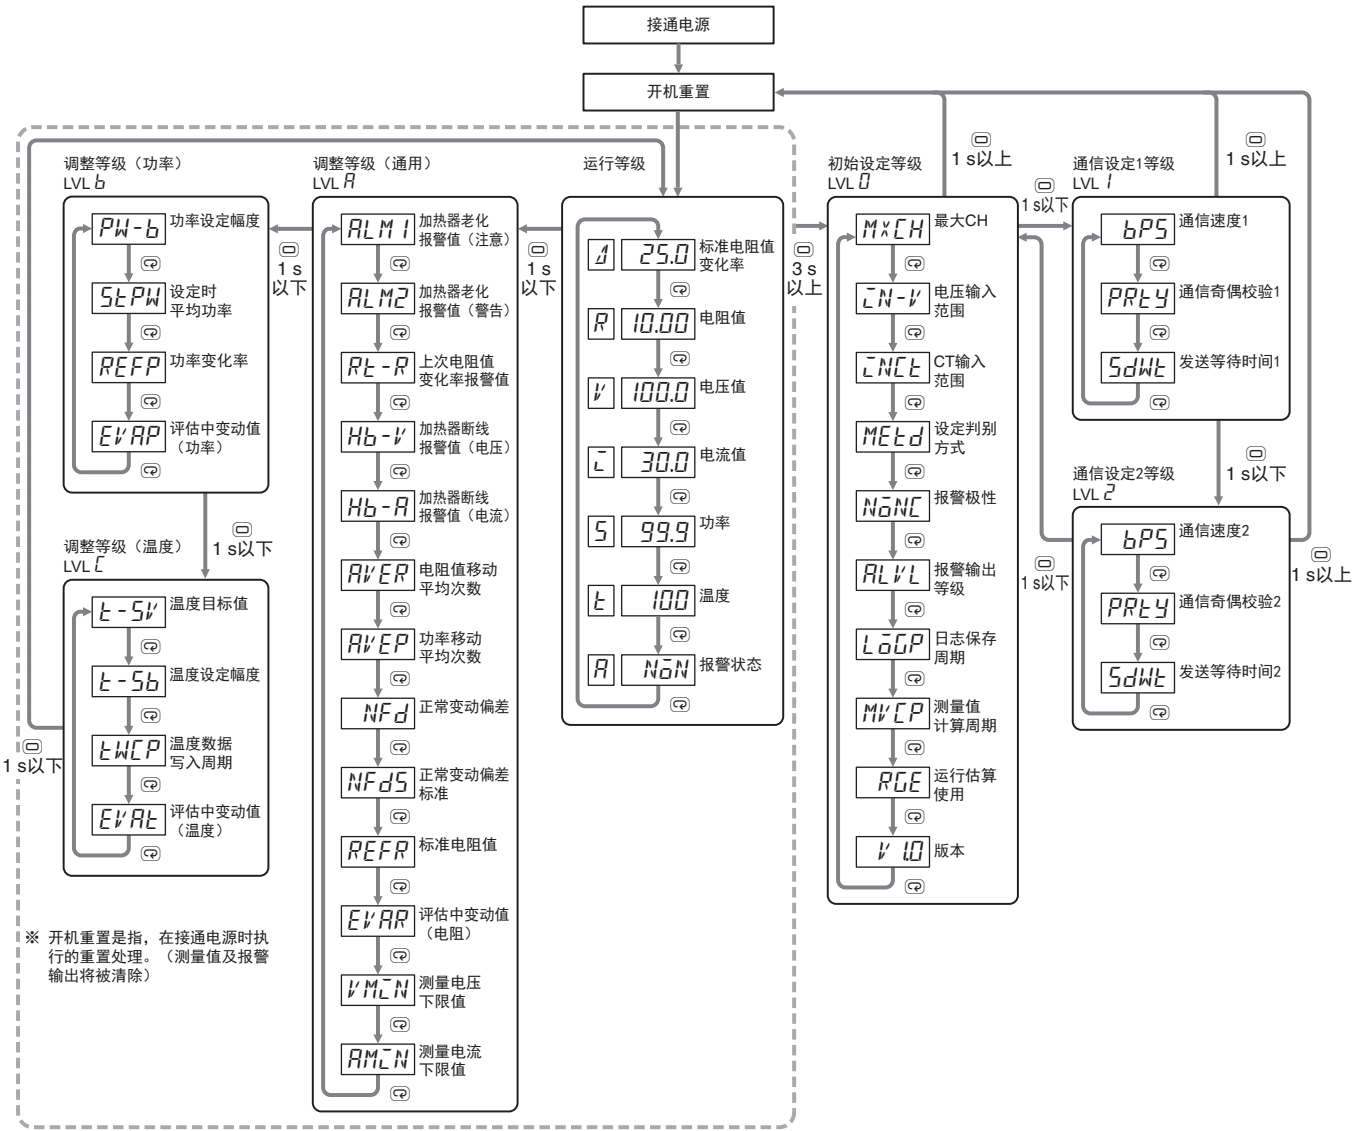 接通电源
开机重置
调整等级（功率）
LVL b
PW-b 功率设定幅度
StPW 设定时
平均功率
REFP 功率变化率
EVAP 评估中变动值
（功率）
1 s以下
调整等级（温度）
LVL C
t-SV 温度目标值
t-Sb 温度设定幅度
tWCP 温度数据
写入周期
EVAt 评估中变动值
（温度）
1 s以下
※ 开机重置是指，在接通电源时执
行的重置处理。（测量值及报警
输出将被清除）
1 s
以下
调整等级（通用）
LVL A
ALM1 加热器老化
报警值（注意）
ALM2 加热器老化
报警值（警告）
Rt-R 上次电阻值
变化率报警值
Hb-V 加热器断线
报警值（电压）
Hb-A 加热器断线
报警值（电流）
AVER 电阻值移动
平均次数
AVEP 功率移动
平均次数
NFd 正常变动偏差
NFdS 正常变动偏差
标准
REFR 标准电阻值
EVAR 评估中变动值
（电阻）
VMIN 测量电压
下限值
AMIN 测量电流
下限值
1 s
以下
运行等级
Δ 25.0 标准电阻值
变化率
R 10.00 电阻值
V 100.0 电压值
I 30.0 电流值
S 99.9 功率
t 100 温度
A NON 报警状态
3 s
以上
初始设定等级
LVL 0
MXCH 最大CH
IN-V 电压输入
范围
INCt CT输入
范围
MEtd 设定判别
方式
NONC 报警极性
ALVL 报警输出
等级
LOGP 日志保存
周期
MVCP 测量值
计算周期
RGE 运行估算
使用
V 1.0 版本
1 s以上
1 s以下
通信设定1等级
LVL 1
bPS 通信速度1
PRtY 通信奇偶校验1
SdWt 发送等待时间1
1 s以上
1 s以下
通信设定2等级
LVL 2
bPS 通信速度2
PRtY 通信奇偶校验2
SdWt 发送等待时间2
1 s以下
1 s以上